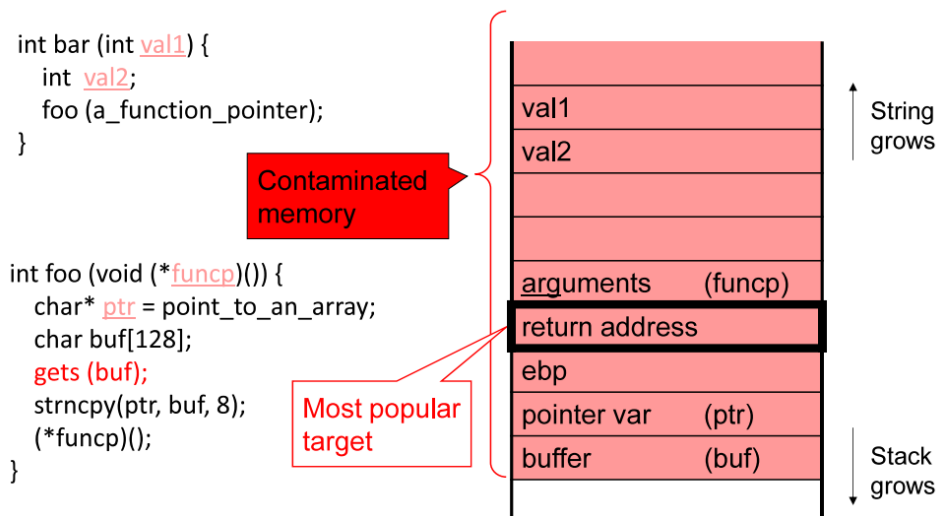 int bar (int val1) {
int val2;
foo (a_function_pointer);
}
Contaminated
memory
int foo (void (*funcp)()) {
char* ptr = point_to_an_array;
char buf[128];
gets (buf);
strncpy(ptr, buf, 8);
(*funcp)();
}
Most popular
target
val1
val2
arguments (funcp)
return address
ebp
pointer var (ptr)
buffer (buf)
String
grows
Stack
grows